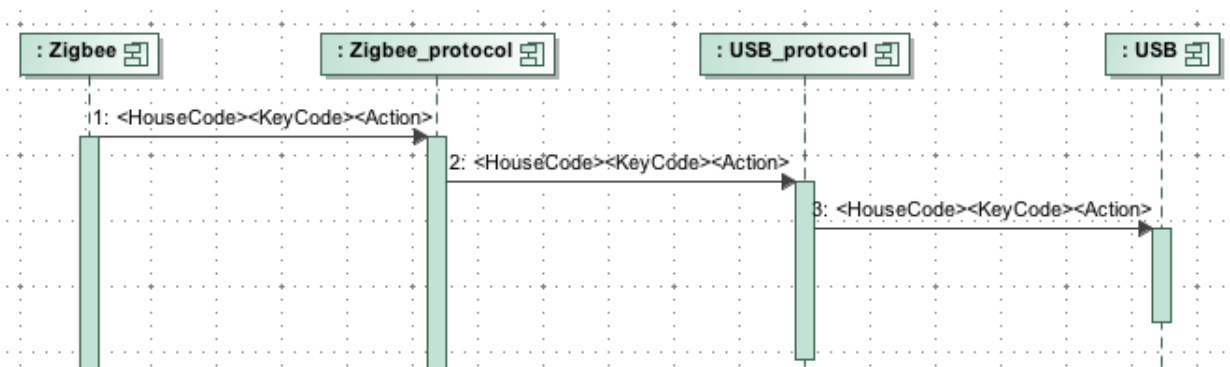 : Zigbee
: Zigbee_protocol
: USB_protocol
: USB
1: <HouseCode><KeyCode><Action>
2: <HouseCode><KeyCode><Action>
3: <HouseCode><KeyCode><Action>